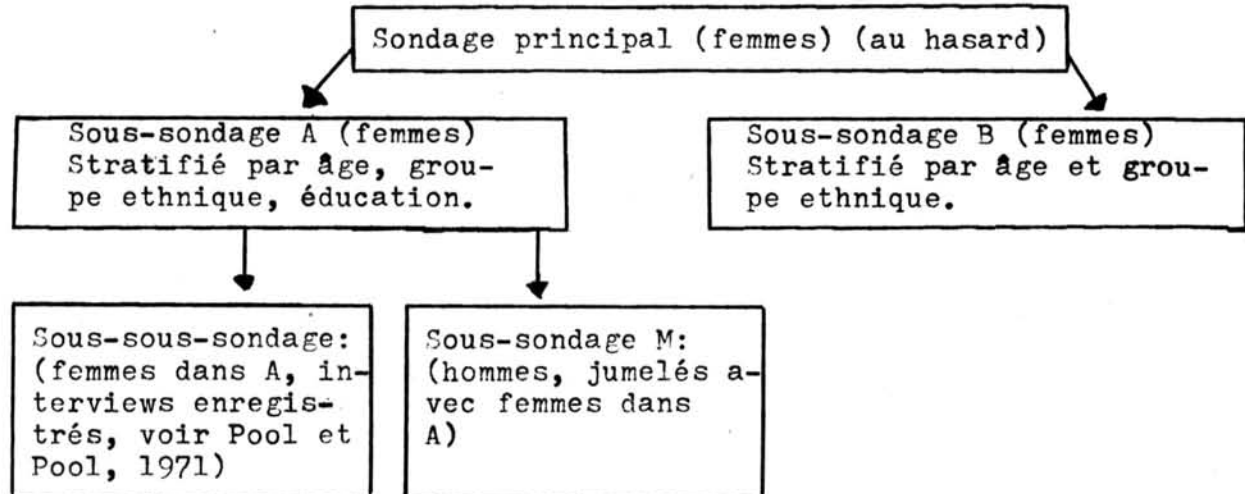 Sondage principal (femmes) (au hasard)
Sous-sondage A (femmes)
Stratifié par âge, grou-
pe ethnique, éducation.
Sous-sondage B (femmes)
Stratifié par âge et grou-
pe ethnique.
Sous-sous-sondage:
(femmes dans A, in-
terviews enregis-
trés, voir Pool et
Pool, 1971)
Sous-sondage M:
(hommes, jumelés a-
vec femmes dans
A)